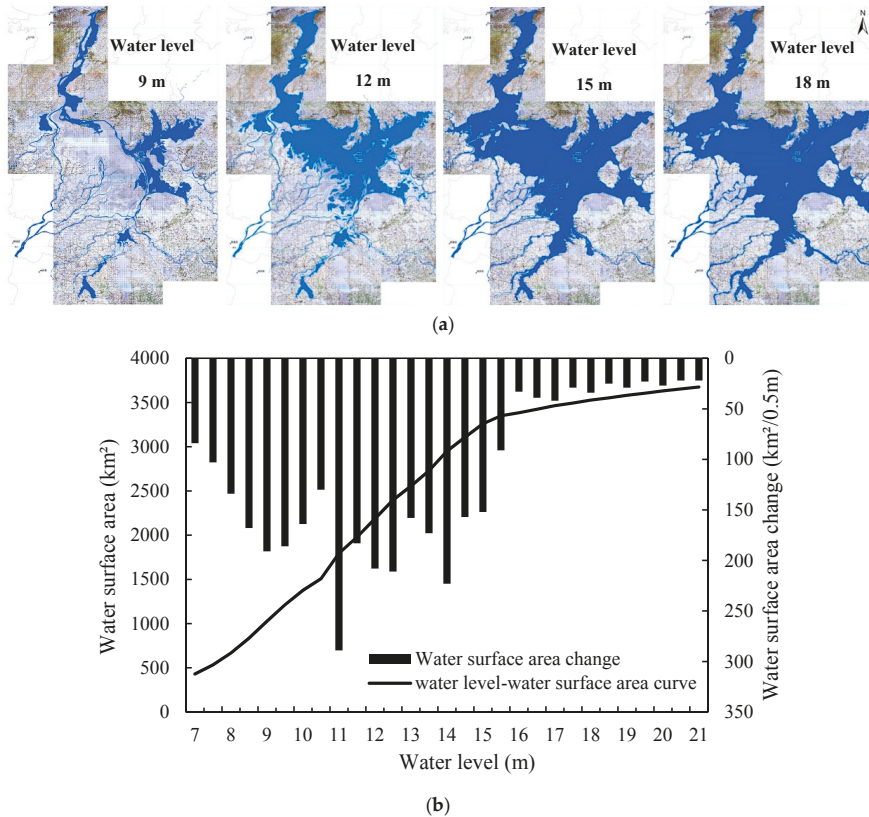 Water level
9 m
Water level
12 m
Water level
15 m
Water level
18 m
N
(a)
Water surface area (km²)
4000
3500
3000
2500
2000
1500
1000
500
0
0
50
100
150
200
250
300
350
Water surface area change (km²/0.5m)
Water surface area change
water level-water surface area curve
7 8 9 10 11 12 13 14 15 16 17 18 19 20 21
Water level (m)
(b)